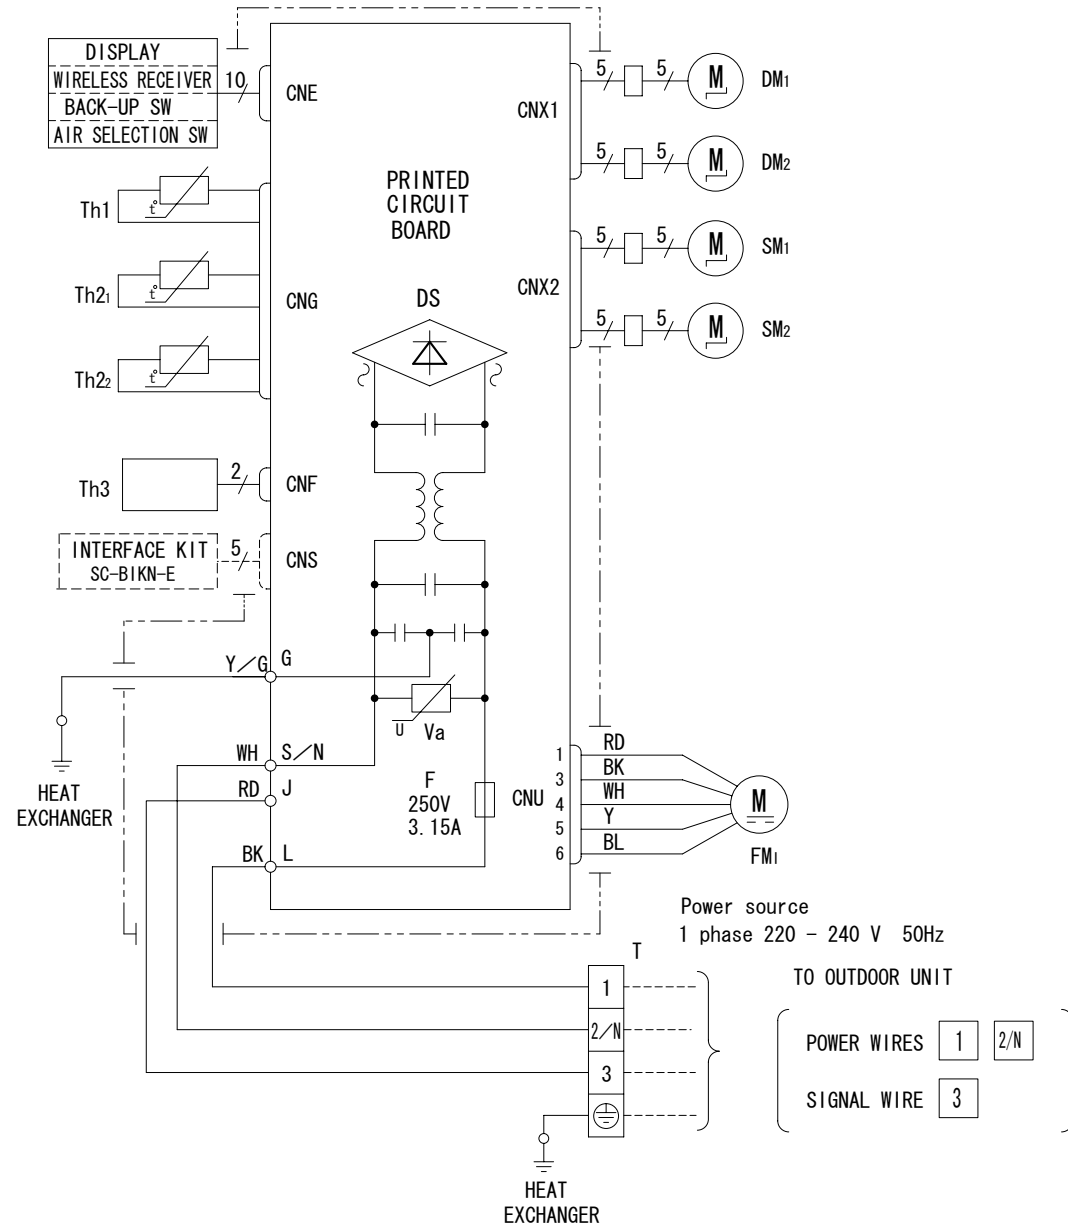 DISPLAY
WIRELESS RECEIVER
BACK-UP SW
AIR SELECTION SW
10
CNE
Th1
t°
Th2₁
t°
CNG
Th2₂
t°
Th3
2
CNF
INTERFACE KIT
SC-BIKN-E
5
CNS
PRINTED
CIRCUIT
BOARD
DS
CNX1
5
5
M
DM₁
5
5
M
DM₂
CNX2
5
5
M
SM₁
5
5
M
SM₂
Y/G
G
HEAT
EXCHANGER
U
Va
WH
S/N
RD
J
F
250V
3.15A
BK
L
CNU
1
RD
3
BK
4
WH
5
Y
6
BL
M
FMI
Power source
1 phase 220 - 240 V 50Hz
T
1
2/N
3
HEAT
EXCHANGER
TO OUTDOOR UNIT
POWER WIRES 1 2/N
SIGNAL WIRE 3